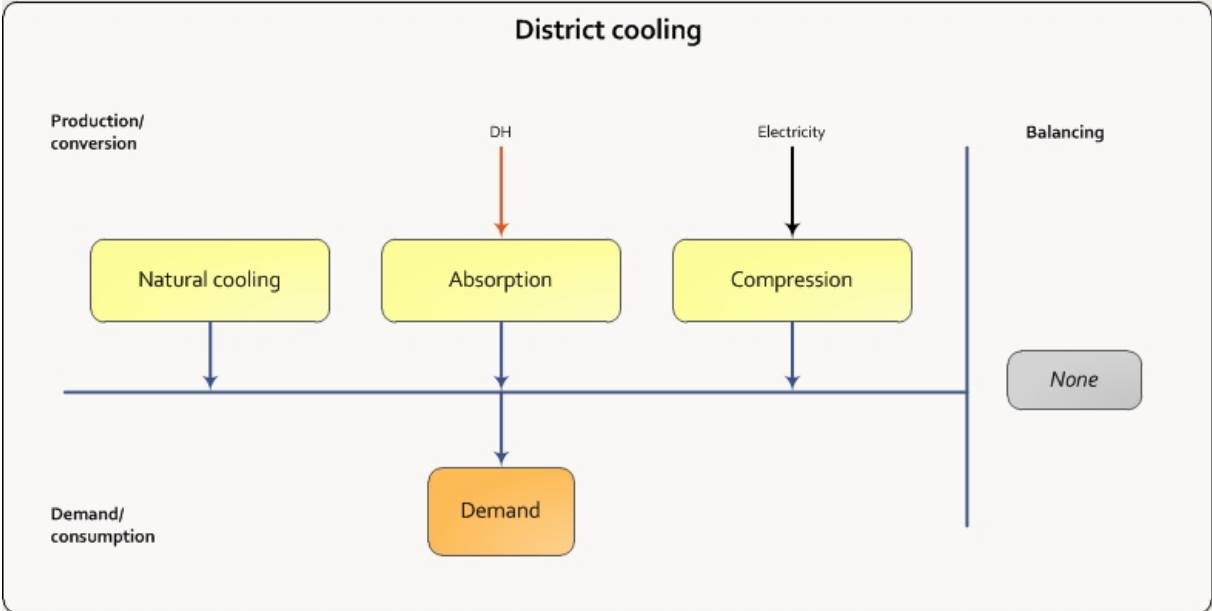 District cooling
Production/
conversion
DH
Electricity
Balancing
Natural cooling
Absorption
Compression
None
Demand
Demand/
consumption